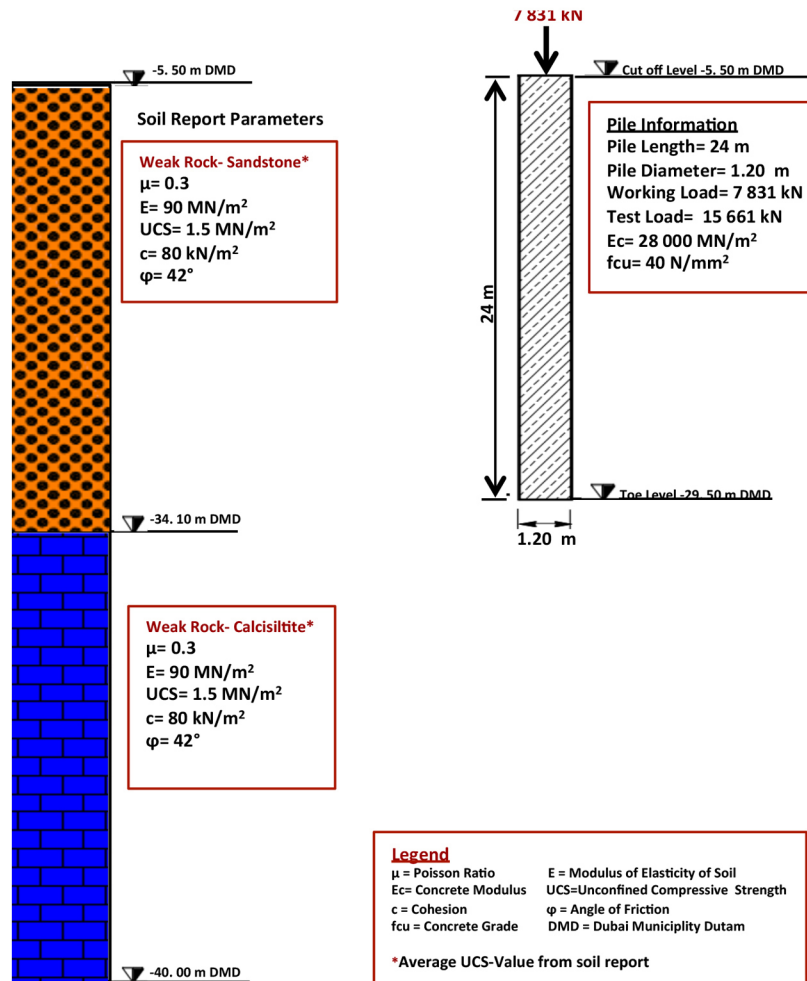 7 831 kN
-5. 50 m DMD
Cut off Level -5. 50 m DMD
Soil Report Parameters
Weak Rock- Sandstone*
μ= 0.3
E= 90 MN/m²
UCS= 1.5 MN/m²
c= 80 kN/m²
φ= 42°
Pile Information
Pile Length= 24 m
Pile Diameter= 1.20 m
Working Load= 7 831 kN
Test Load= 15 661 kN
Ec= 28 000 MN/m²
fcu= 40 N/mm²
24 m
Toe Level -29. 50 m DMD
1.20 m
-34. 10 m DMD
Weak Rock- Calcisiltite*
μ= 0.3
E= 90 MN/m²
UCS= 1.5 MN/m²
c= 80 kN/m²
φ= 42°
Legend
μ = Poisson Ratio E = Modulus of Elasticity of Soil
Ec= Concrete Modulus UCS=Unconfined Compressive Strength
c = Cohesion φ = Angle of Friction
fcu = Concrete Grade DMD = Dubai Municiplity Dutam
*Average UCS-Value from soil report
-40. 00 m DMD